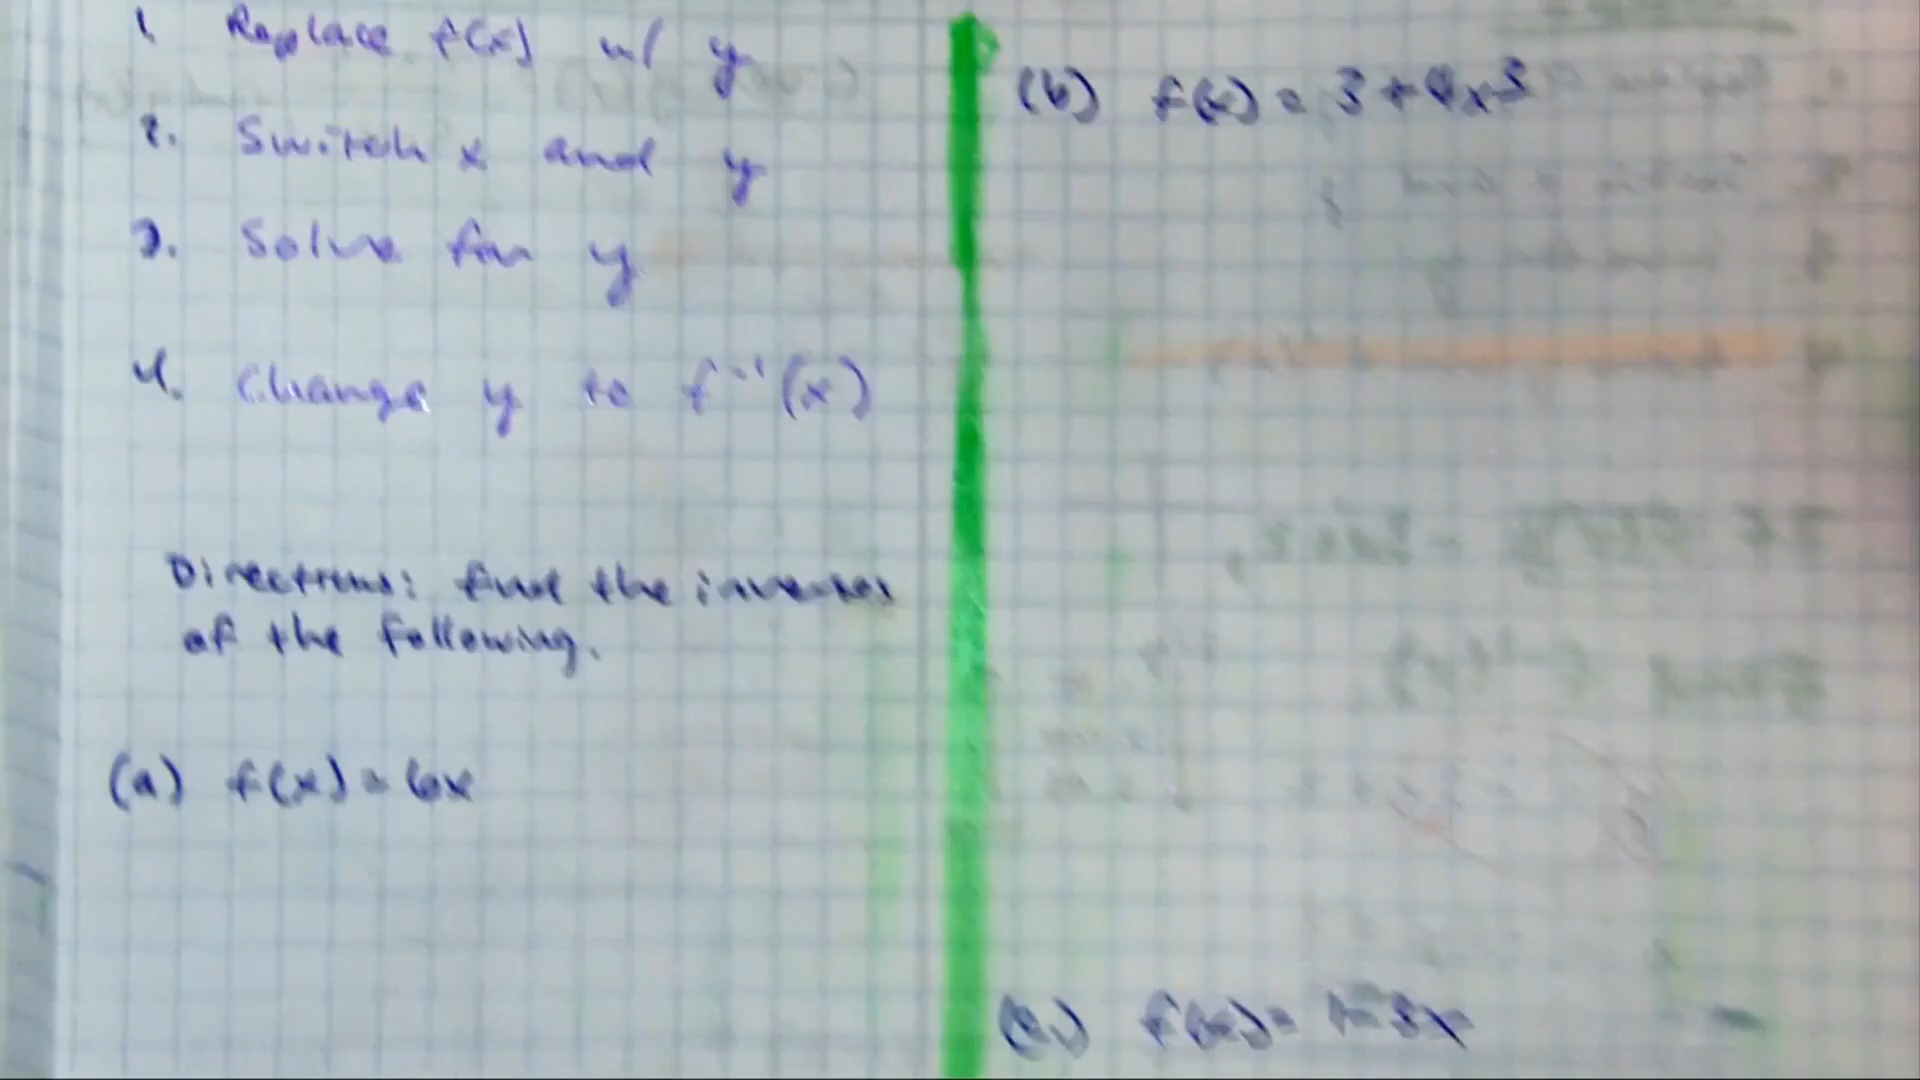 1. Replace f(x) w/ y
2. Switch x and y
3. Solve for y
4. Change y to f⁻¹(x)
Directions: find the inverses
of the following.
(a) f(x) = 6x
(b) f(x) = 3 + 4x³
(c) f(x) =